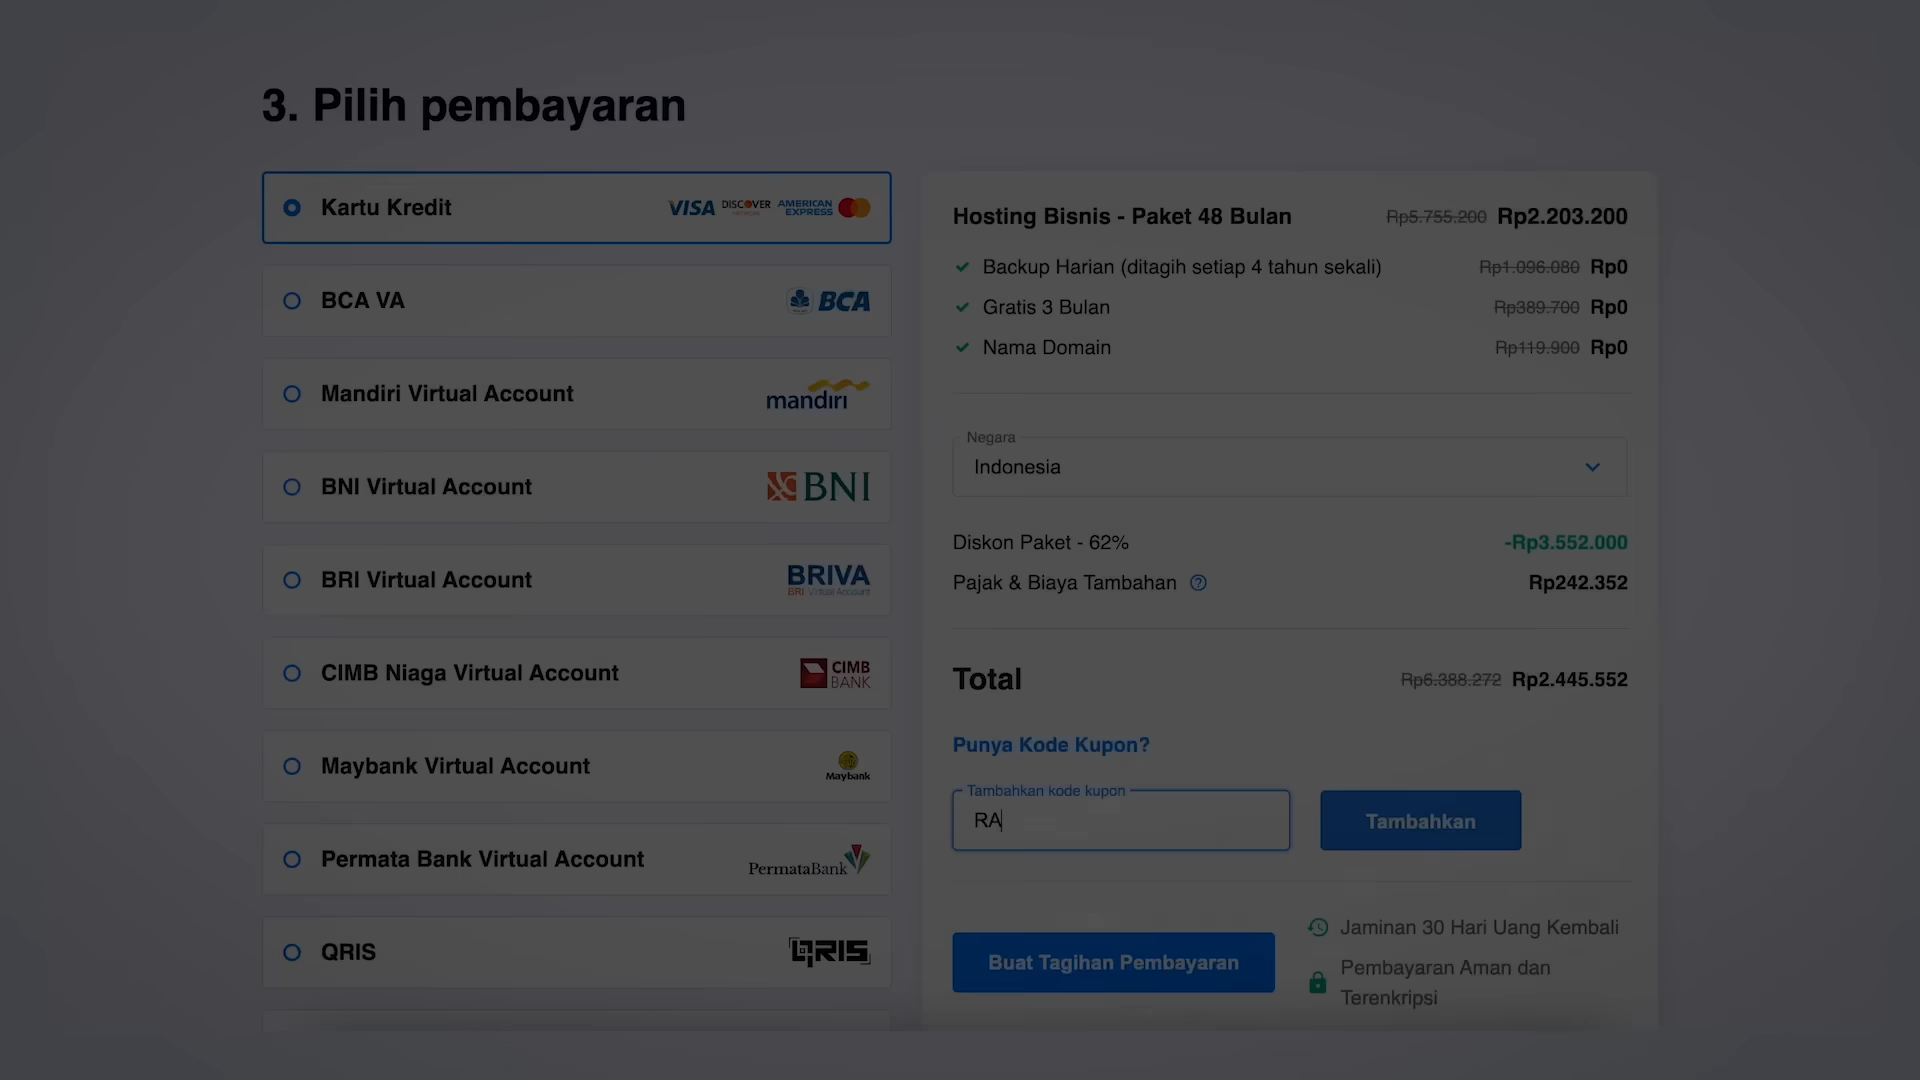 3. Pilih pembayaran
Kartu Kredit
VISA DISCOVER AMERICAN EXPRESS
BCA VA
BCA
Mandiri Virtual Account
mandiri
BNI Virtual Account
BNI
BRI Virtual Account
BRIVA
BRI Virtual Account
CIMB Niaga Virtual Account
CIMB BANK
Maybank Virtual Account
Maybank
Permata Bank Virtual Account
PermataBank
QRIS
QRIS
Hosting Bisnis - Paket 48 Bulan Rp5.755.200 Rp2.203.200
Backup Harian (ditagih setiap 4 tahun sekali) Rp1.096.080 Rp0
Gratis 3 Bulan Rp389.700 Rp0
Nama Domain Rp119.900 Rp0
Negara
Indonesia
Diskon Paket - 62% -Rp3.552.000
Pajak & Biaya Tambahan Rp242.352
Total Rp6.388.272 Rp2.445.552
Punya Kode Kupon?
Tambahkan kode kupon
RA
Tambahkan
Buat Tagihan Pembayaran
Jaminan 30 Hari Uang Kembali
Pembayaran Aman dan
Terenkripsi